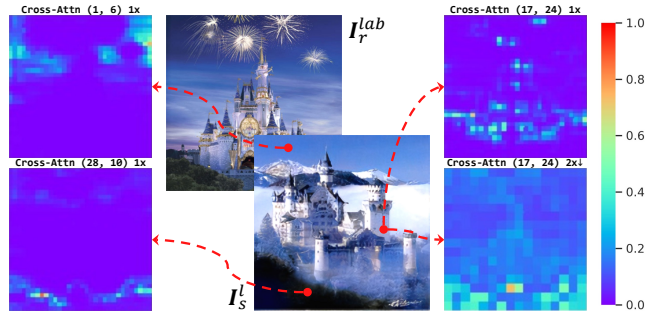 Cross-Attn (1, 6) 1x
I_r^{lab}
Cross-Attn (17, 24) 1x
1.0
0.8
0.6
0.4
0.2
0.0
Cross-Attn (28, 10) 1x
Cross-Attn (17, 24) 2x↓
I_s^l